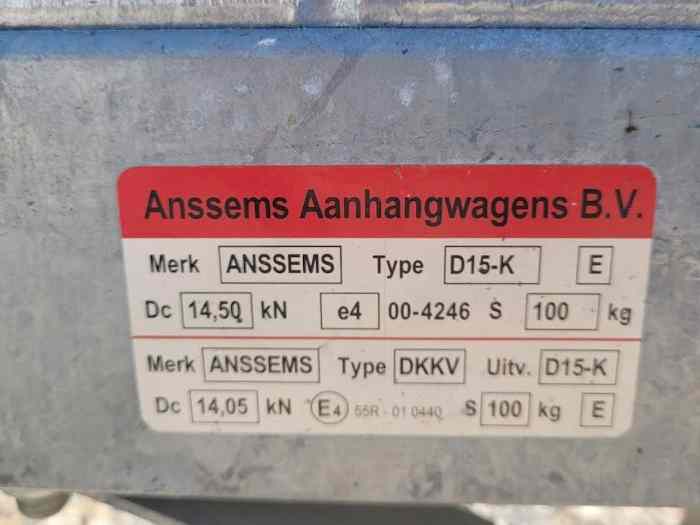 Anssems Aanhangwagens B.V.
Merk ANSSEMS Type D15-K E
Dc 14,50 kN e4 00-4246 S 100 kg
Merk ANSSEMS Type DKKV Uitv. D15-K
Dc 14,05 kN E4 55R - 01 0440 S 100 kg E